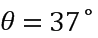 θ = 37°